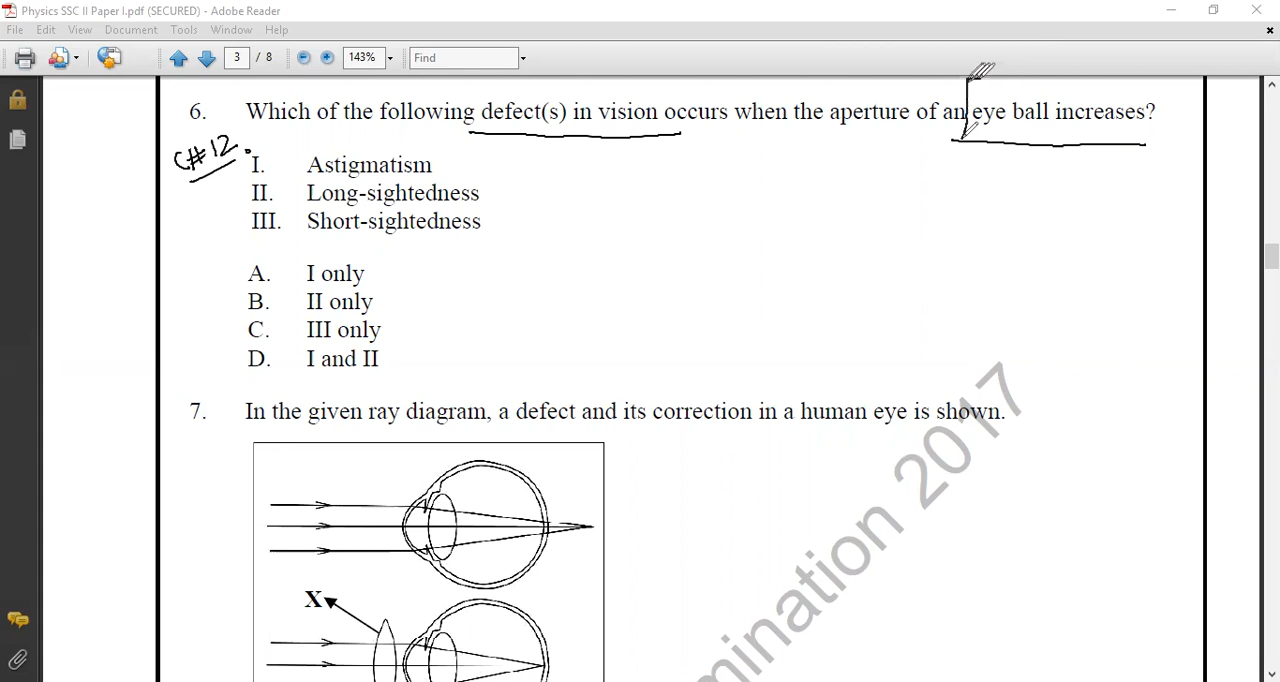 Physics SSC II Paper I.pdf (SECURED) - Adobe Reader
File Edit View Document Tools Window Help
3 / 8 143% Find
6. Which of the following defect(s) in vision occurs when the aperture of an eye ball increases?
C#12.
I. Astigmatism
II. Long-sightedness
III. Short-sightedness
A. I only
B. II only
C. III only
D. I and II
7. In the given ray diagram, a defect and its correction in a human eye is shown.
X
mination 2017